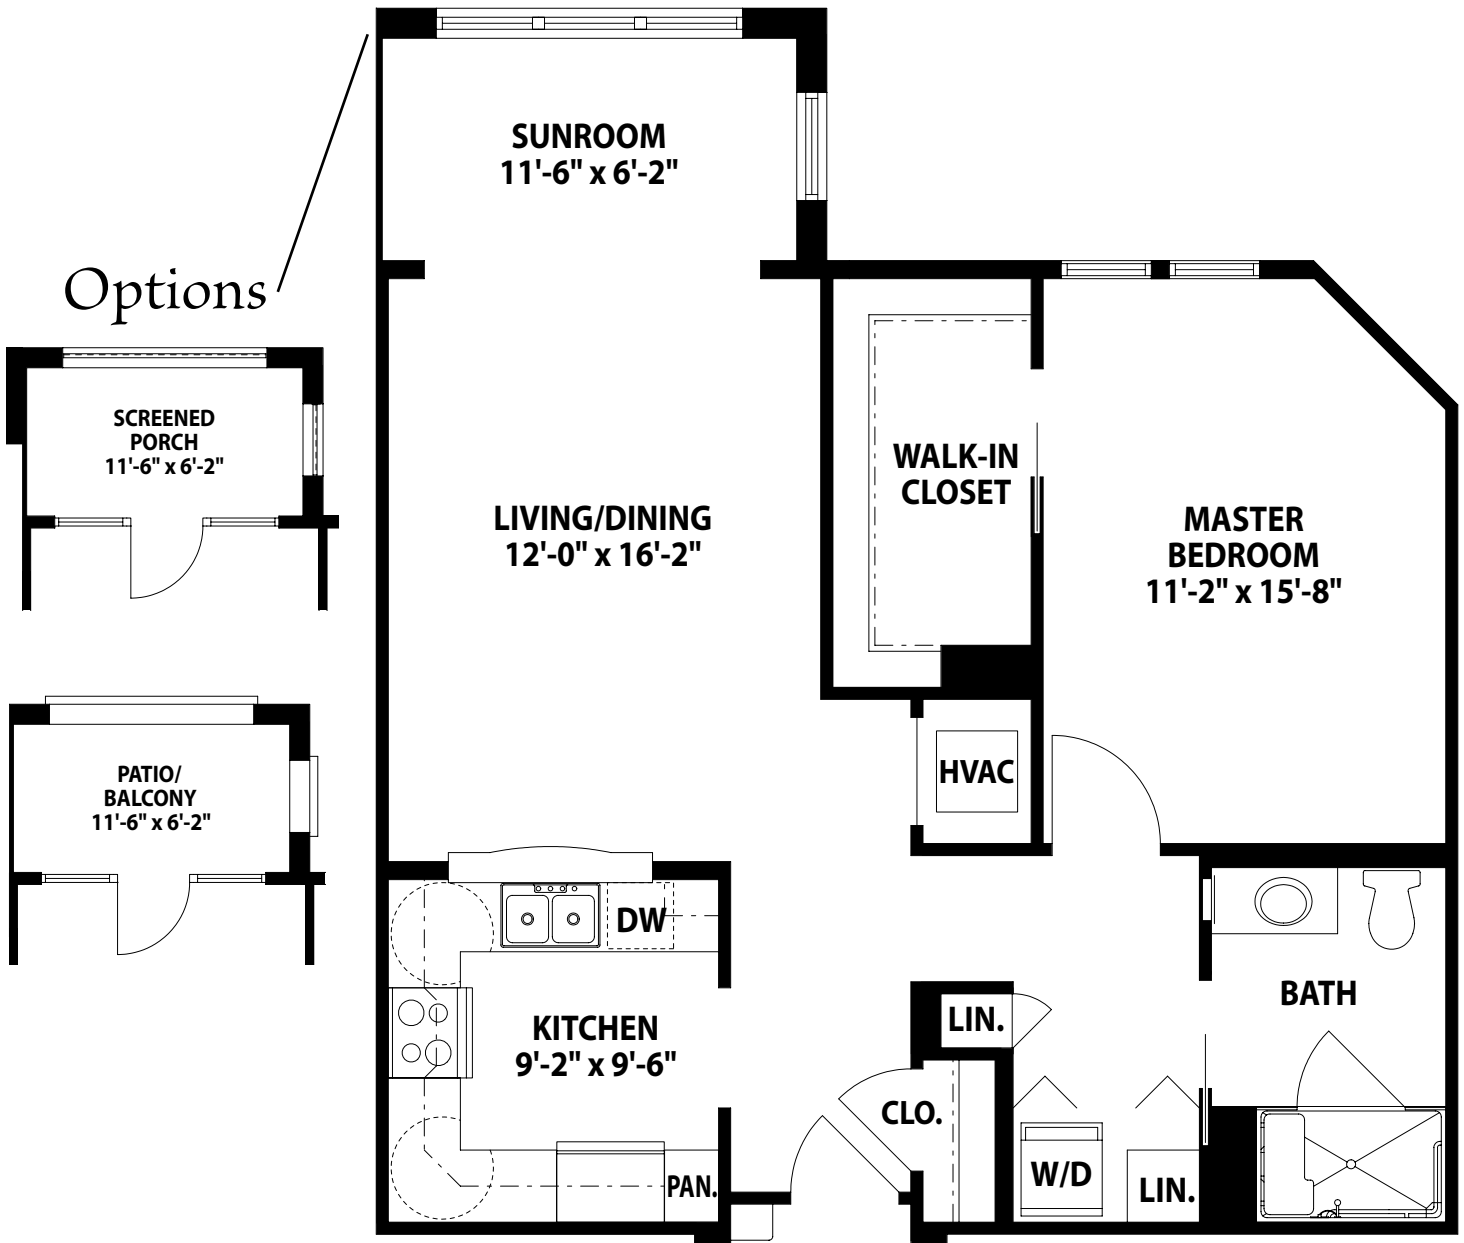 SUNROOM
11'-6" x 6'-2"
Options
SCREENED
PORCH
11'-6" x 6'-2"
WALK-IN
CLOSET
LIVING/DINING
12'-0" x 16'-2"
MASTER
BEDROOM
11'-2" x 15'-8"
PATIO/
BALCONY
11'-6" x 6'-2"
HVAC
DW
KITCHEN
9'-2" x 9'-6"
LIN.
BATH
CLO.
W/D
LIN.
PAN.